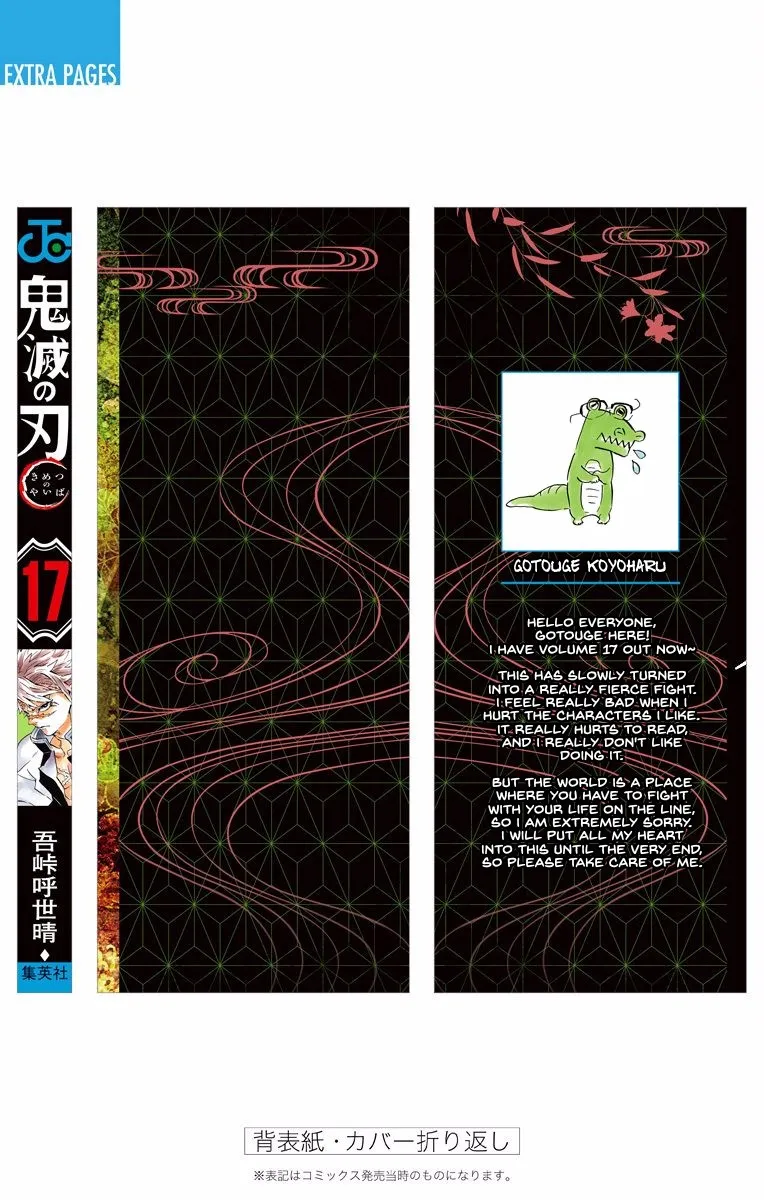 EXTRA PAGES
JC
鬼滅の刃
きめつ
の
やいば
17
吾峠呼世晴
集英社
GOTOUGE KOYOHARU
HELLO EVERYONE,
GOTOUGE HERE!
I HAVE VOLUME 17 OUT NOW~
THIS HAS SLOWLY TURNED
INTO A REALLY FIERCE FIGHT.
I FEEL REALLY BAD WHEN I
HURT THE CHARACTERS I LIKE.
IT REALLY HURTS TO READ,
AND I REALLY DON'T LIKE
DOING IT.
BUT THE WORLD IS A PLACE
WHERE YOU HAVE TO FIGHT
WITH YOUR LIFE ON THE LINE,
SO I AM EXTREMELY SORRY.
I WILL PUT ALL MY HEART
INTO THIS UNTIL THE VERY END,
SO PLEASE TAKE CARE OF ME.
背表紙・カバー折り返し
※表記はコミックス発売当時のものになります。